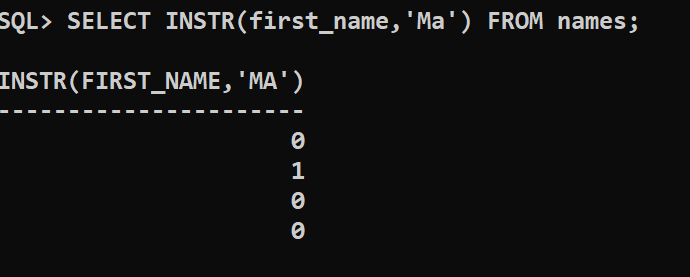 SQL> SELECT INSTR(first_name,'Ma') FROM names;
INSTR(FIRST_NAME,'MA')
----------------------
0
1
0
0